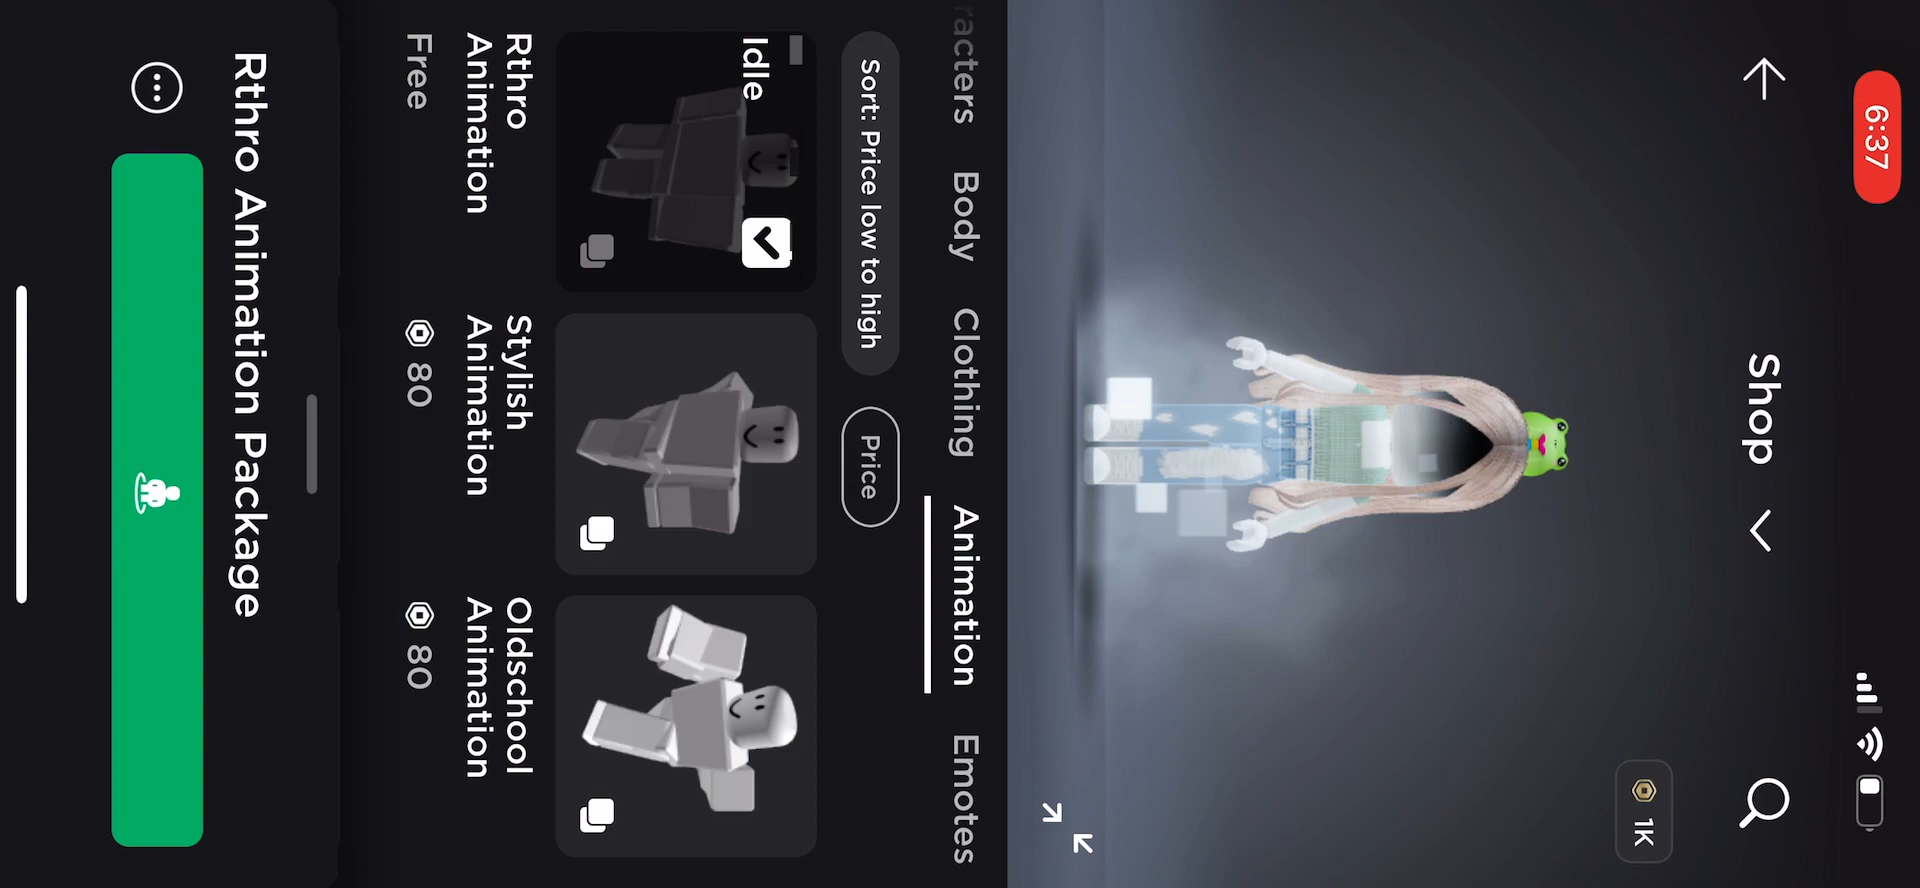 6:37
Shop
1K
racters Body Clothing Animation Emotes
Sort: Price low to high Price
Idle
Rthro
Animation
Free
Stylish
Animation
80
Oldschool
Animation
80
Rthro Animation Package